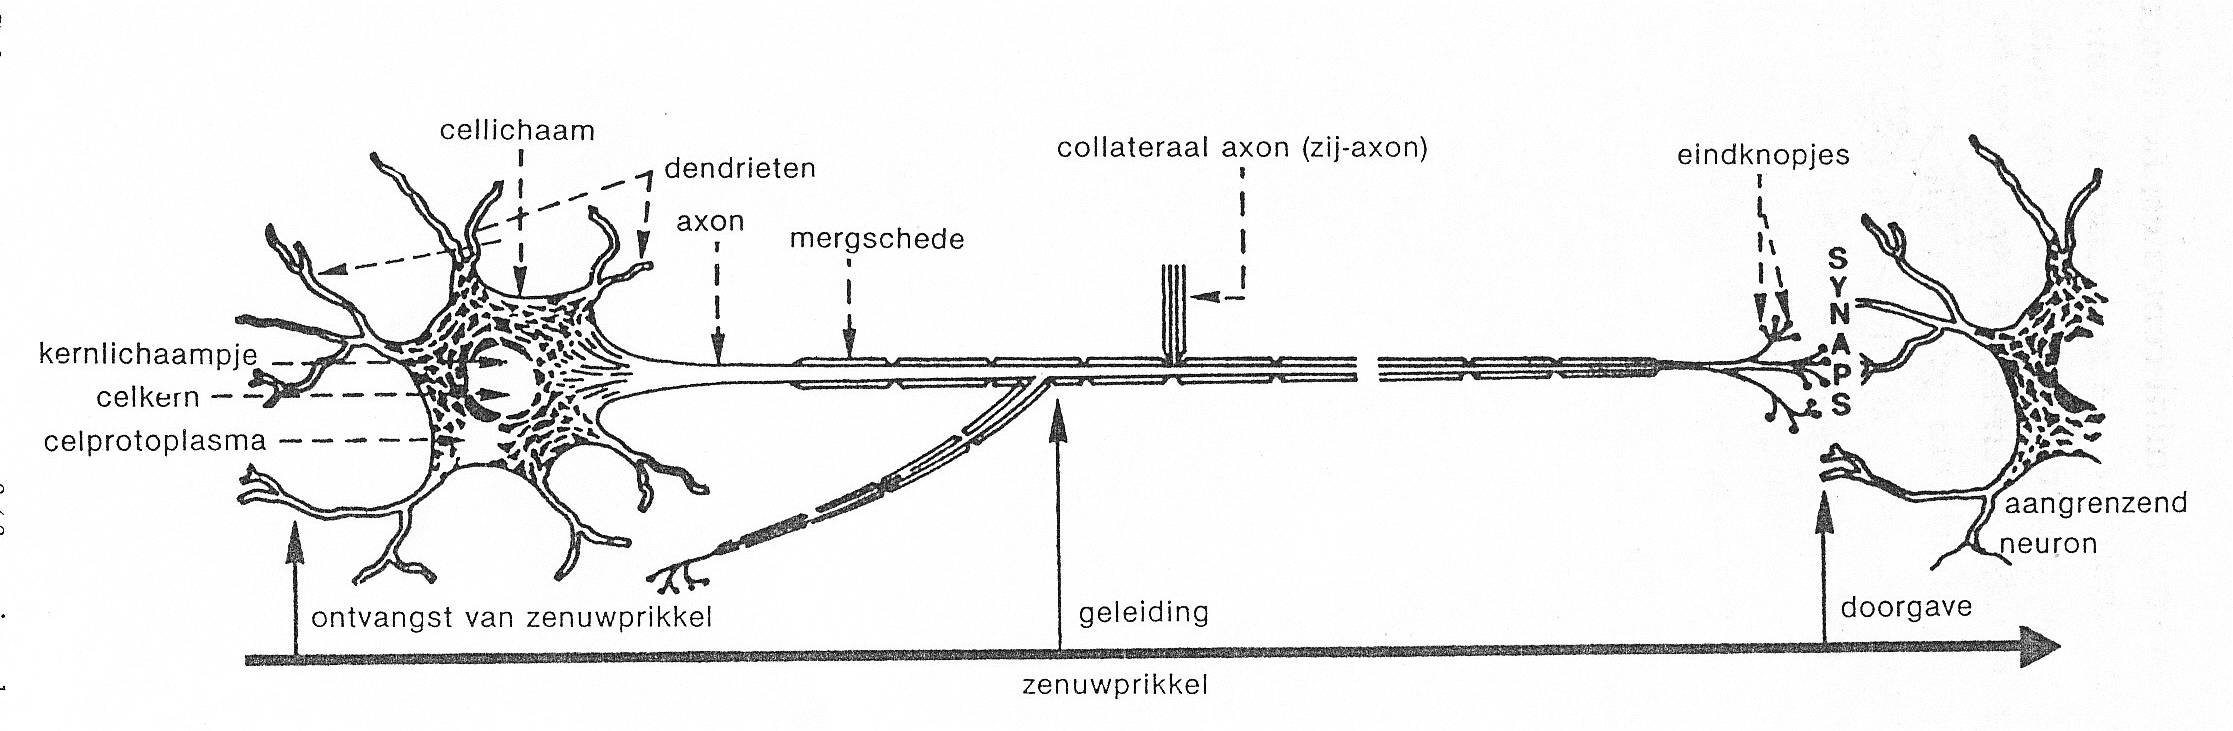 cellichaam
dendrieten
axon
mergschede
collateraal axon (zij-axon)
eindknopjes
SYNAPS
kernlichaampje
celkern
celprotoplasma
aangrenzend
neuron
ontvangst van zenuwprikkel
geleiding
doorgave
zenuwprikkel